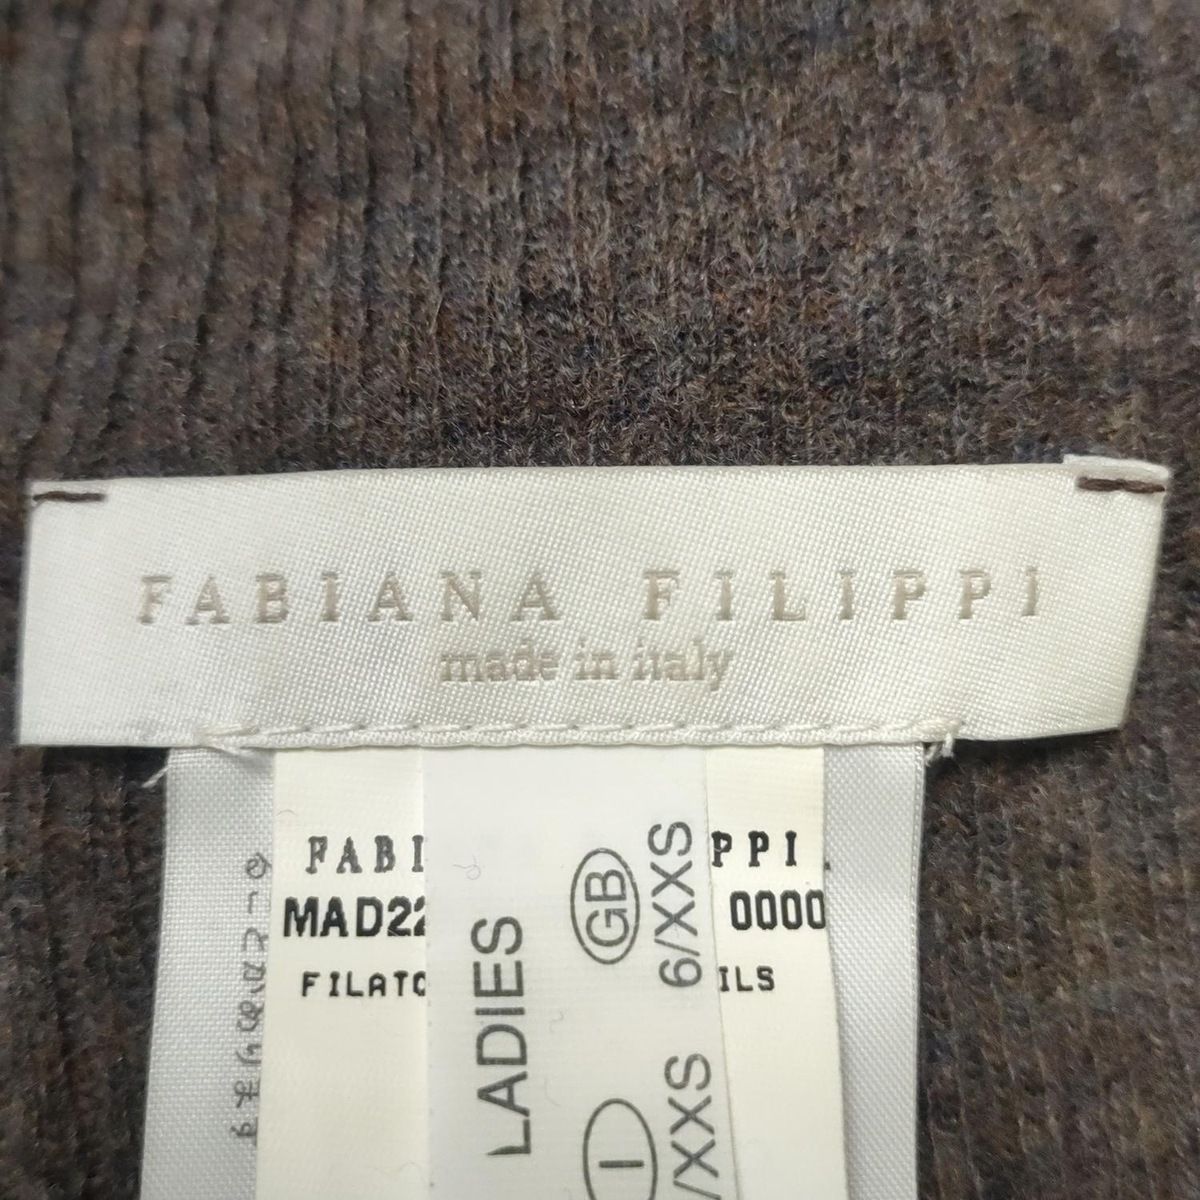 FABIANA FILIPPI
made in italy
FABI
PPI
MAD22
0000
FILATO
ILS
LADIES
GB 6/XXS
I
/XXS